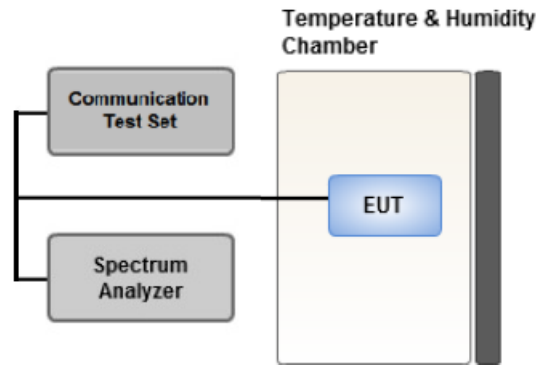 Temperature & Humidity
Chamber
Communication
Test Set
EUT
Spectrum
Analyzer